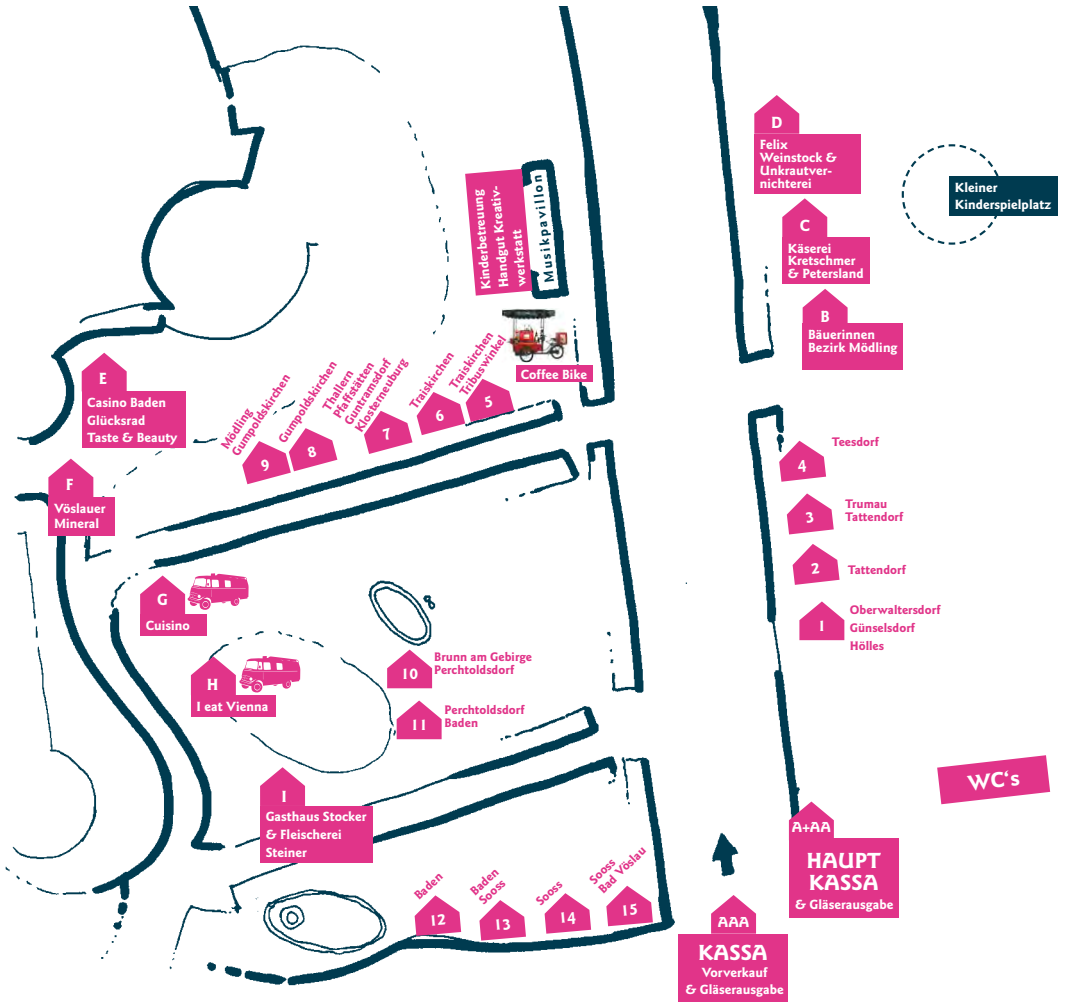 D
Felix
Weinstock &
Unkrautver-
nichterei
Kleiner
Kinderspielplatz
C
Käserei
Kretschmer
& Petersland
B
Bäuerinnen
Bezirk Mödling
Kinderbetreuung
Handgut Kreativ-
werkstatt
Musikpavillon
Coffee Bike
E
Casino Baden
Glücksrad
Taste & Beauty
F
Vöslauer
Mineral
Mödling
Gumpoldskirchen
9
Gumpoldskirchen
8
Thallern
Pfaffstätten
Guntramsdorf
Klosterneuburg
7
Traiskirchen
6
Traiskirchen
Tribuswinkel
5
4
Teesdorf
3
Trumau
Tattendorf
2
Tattendorf
1
Oberwaltersdorf
Günselsdorf
Hölles
G
Cuisino
H
I eat Vienna
10
Brunn am Gebirge
Perchtoldsdorf
11
Perchtoldsdorf
Baden
I
Gasthaus Stocker
& Fleischerei
Steiner
Baden
12
Baden
Sooss
13
Sooss
14
Sooss
Bad Vöslau
15
WC's
A+AA
HAUPT
KASSA
& Gläserausgabe
AAA
KASSA
Vorverkauf
& Gläserausgabe